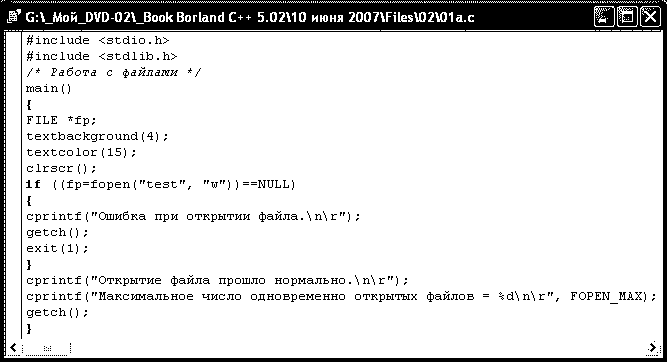 G:\_Мой_DVD-02\_Book Borland C++ 5.02\10 июня 2007\Files\02\01a.c
#include <stdio.h>
#include <stdlib.h>
/* Работа с файлами */
main()
{
FILE *fp;
textbackground(4);
textcolor(15);
clrscr();
if ((fp=fopen("test", "w"))==NULL)
{
cprintf("Ошибка при открытии файла.\n\r");
getch();
exit(1);
}
cprintf("Открытие файла прошло нормально.\n\r");
cprintf("Максимальное число одновременно открытых файлов = %d\n\r", FOPEN_MAX);
getch();
}